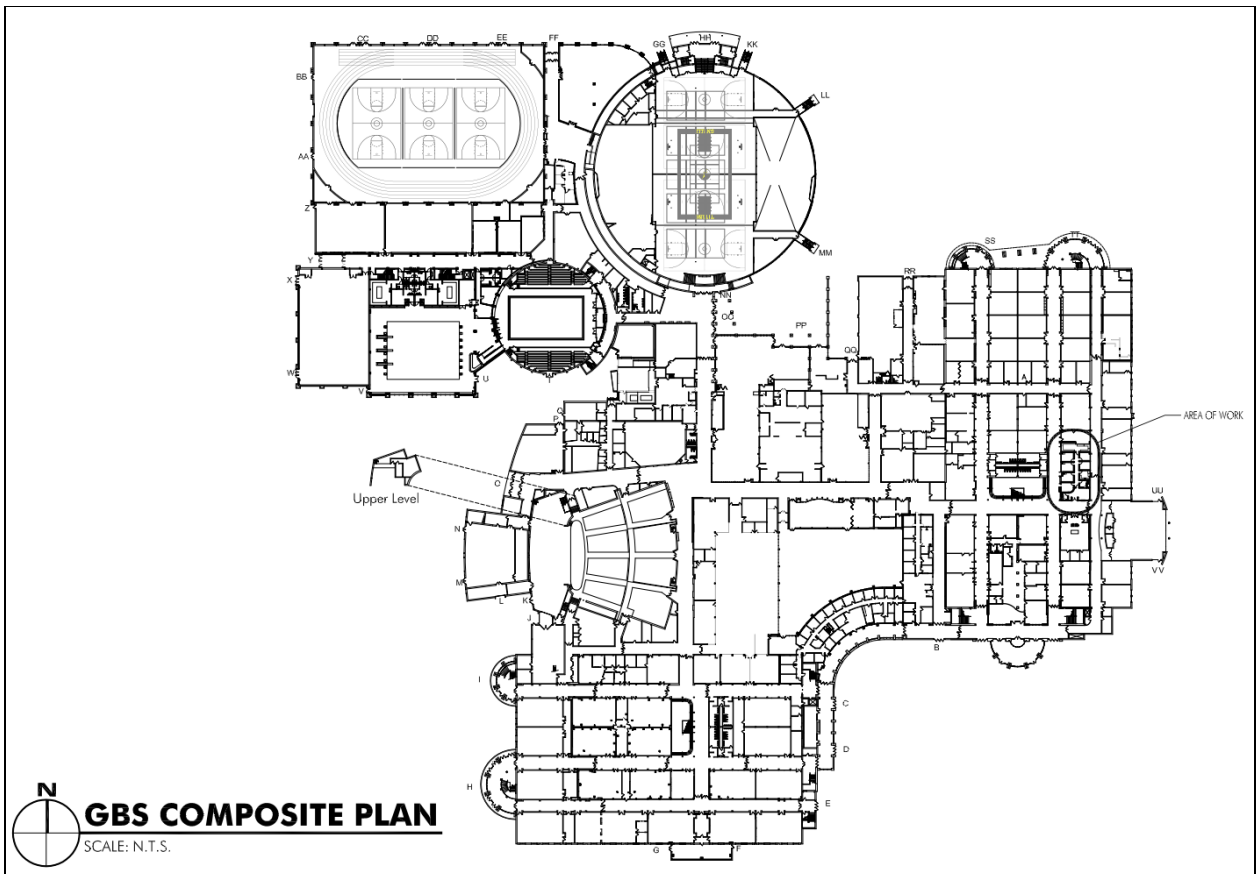 CC DD EE FF GG HH KK
BB
LL
AA
Z
MM
SS TT
Y
X
RR
NN
OO
PP
QQ
W
U T
V
A
Q
P
AREA OF WORK
Upper Level
O
UU
N
M
VV
L K
J
B
I
C
D
H
E
G F
N
GBS COMPOSITE PLAN
SCALE: N.T.S.